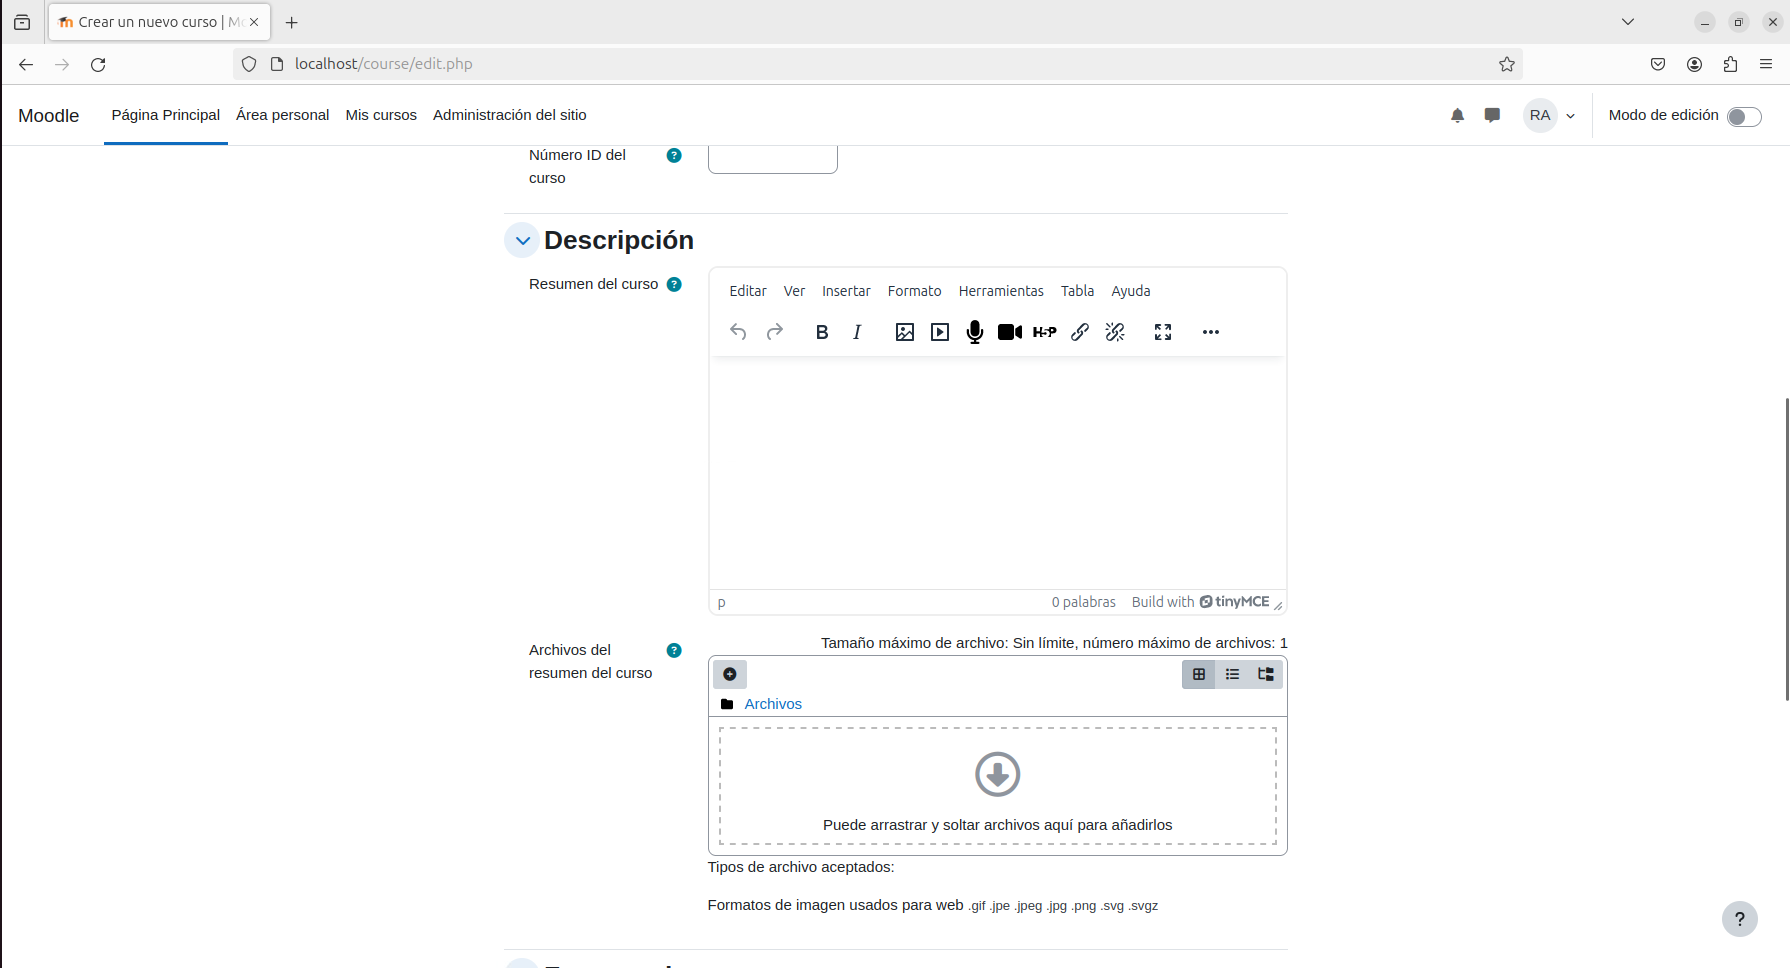 Crear un nuevo curso | Mo
localhost/course/edit.php
Moodle
Página Principal
Área personal
Mis cursos
Administración del sitio
RA
Modo de edición
Número ID del
curso
?
Descripción
Resumen del curso
?
Editar
Ver
Insertar
Formato
Herramientas
Tabla
Ayuda
B
I
H5P
p
0 palabras
Build with tinyMCE
Tamaño máximo de archivo: Sin límite, número máximo de archivos: 1
Archivos del
resumen del curso
?
Archivos
Puede arrastrar y soltar archivos aquí para añadirlos
Tipos de archivo aceptados:
Formatos de imagen usados para web .gif .jpe .jpeg .jpg .png .svg .svgz
?